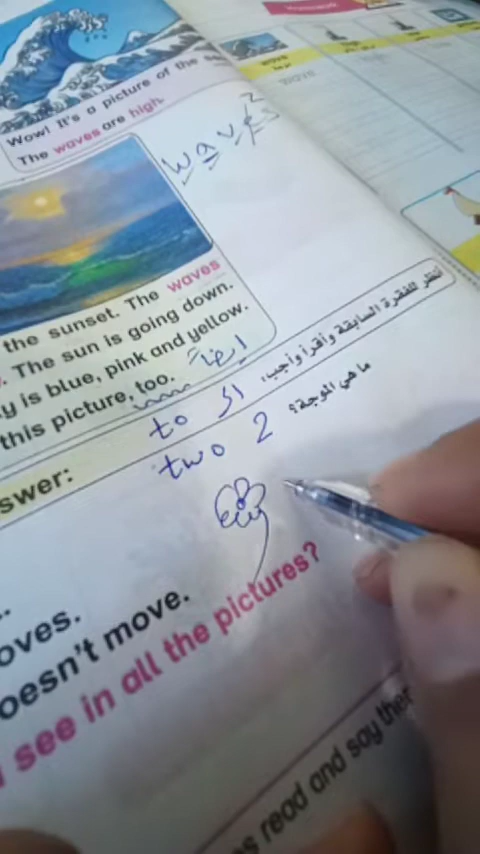 Wow! It's a picture of the
The waves are high.
wave
waves
the sunset. The waves
. The sun is going down.
y is blue, pink and yellow.
this picture, too. ايضا
to الى
انظر للفقرة السابقة وأقرأ وأجب:
two 2
ما هي الموجة؟
swer:
oves.
oesn't move.
see in all the pictures?
read and say